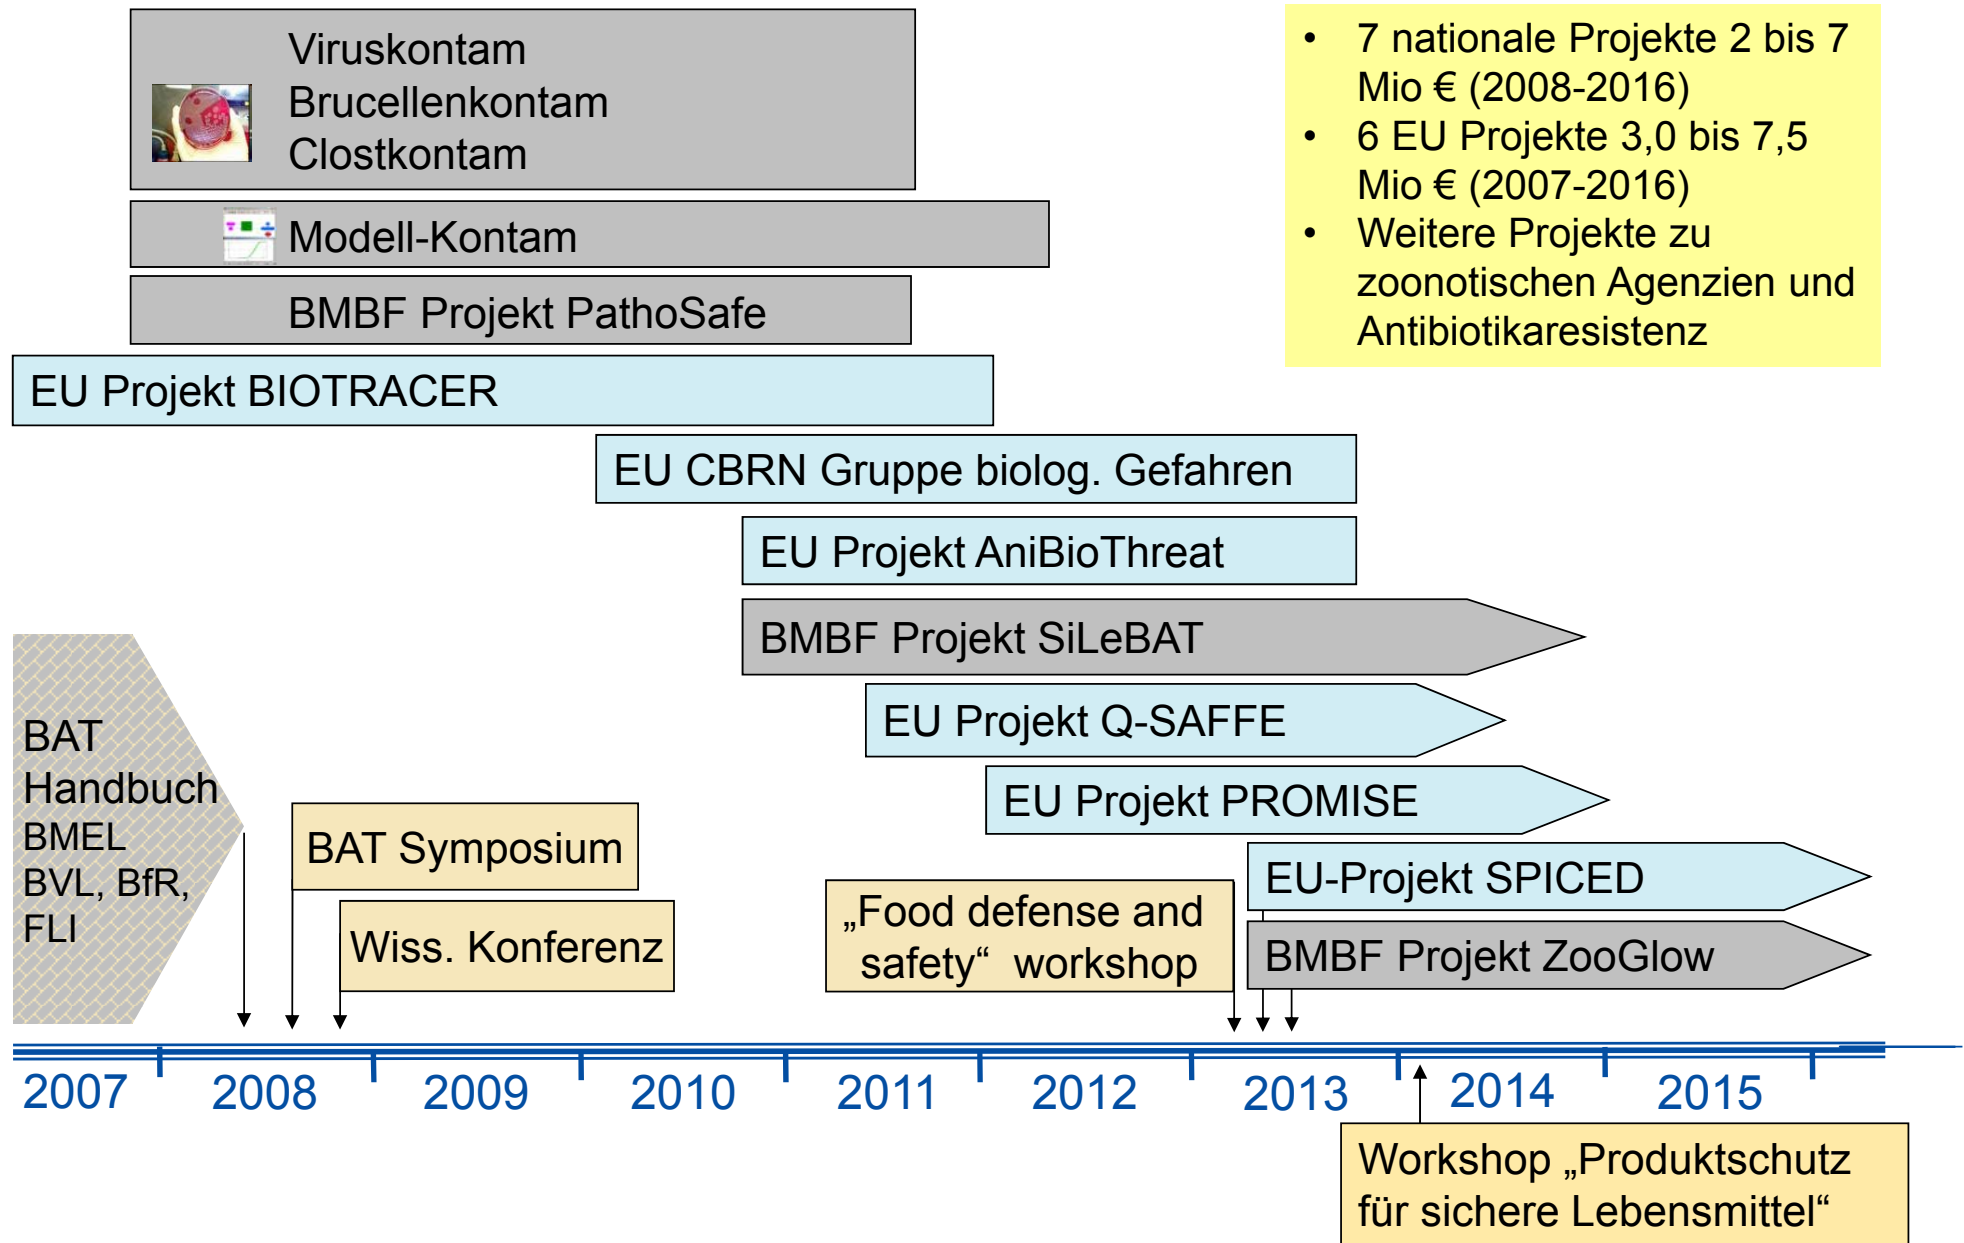 Viruskontam
Brucellenkontam
Clostkontam
Modell-Kontam
BMBF Projekt PathoSafe
EU Projekt BIOTRACER
• 7 nationale Projekte 2 bis 7
Mio € (2008-2016)
• 6 EU Projekte 3,0 bis 7,5
Mio € (2007-2016)
• Weitere Projekte zu
zoonotischen Agenzien und
Antibiotikaresistenz
EU CBRN Gruppe biolog. Gefahren
EU Projekt AniBioThreat
BMBF Projekt SiLeBAT
EU Projekt Q-SAFFE
EU Projekt PROMISE
EU-Projekt SPICED
BMBF Projekt ZooGlow
BAT
Handbuch
BMEL
BVL, BfR,
FLI
BAT Symposium
Wiss. Konferenz
„Food defense and
safety“ workshop
2007 2008 2009 2010 2011 2012 2013 2014 2015
Workshop „Produktschutz
für sichere Lebensmittel“